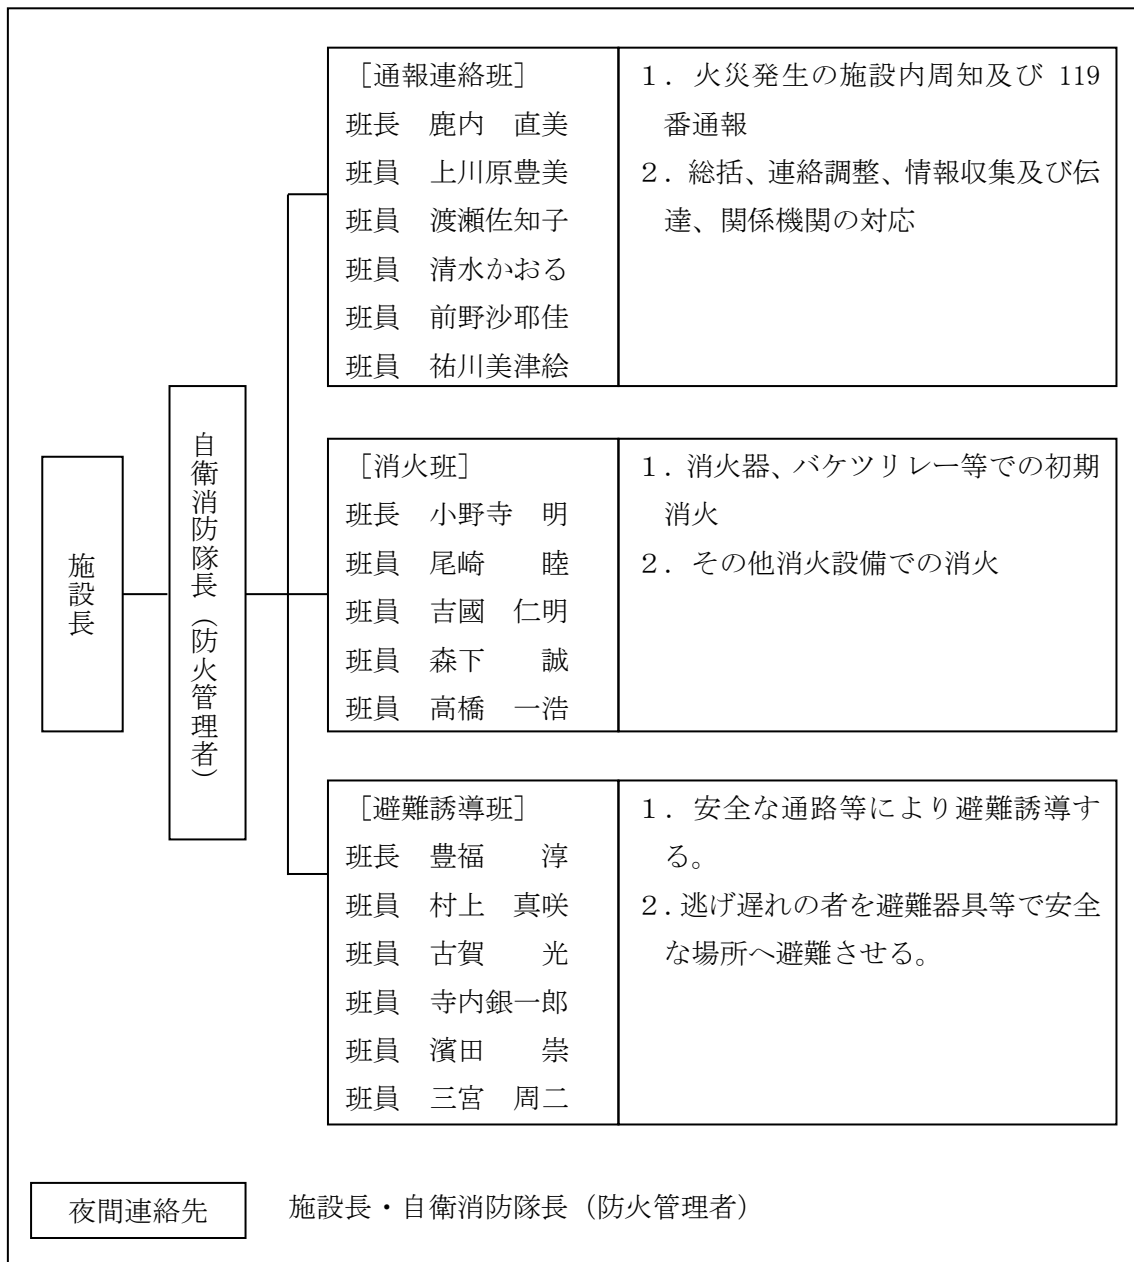 施設長
自衛消防隊長（防火管理者）
［通報連絡班］
班長　鹿内　直美
班員　上川原豊美
班員　渡瀬佐知子
班員　清水かおる
班員　前野沙耶佳
班員　祐川美津絵
１．火災発生の施設内周知及び 119
番通報
２．総括、連絡調整、情報収集及び伝
達、関係機関の対応
［消火班］
班長　小野寺　明
班員　尾崎　　睦
班員　吉國　仁明
班員　森下　　誠
班員　高橋　一浩
１．消火器、バケツリレー等での初期
消火
２．その他消火設備での消火
［避難誘導班］
班長　豊福　　淳
班員　村上　真咲
班員　古賀　　光
班員　寺内銀一郎
班員　濱田　　崇
班員　三宮　周二
１．安全な通路等により避難誘導す
る。
２．逃げ遅れの者を避難器具等で安全
な場所へ避難させる。
夜間連絡先　施設長・自衛消防隊長（防火管理者）